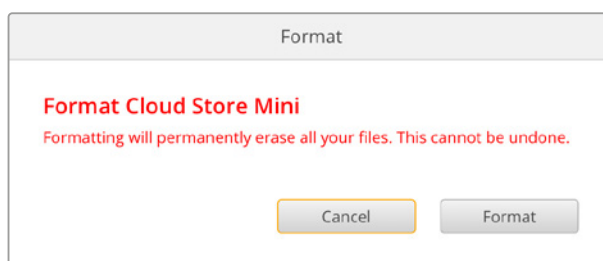 Format
Format Cloud Store Mini
Formatting will permanently erase all your files. This cannot be undone.
Cancel Format